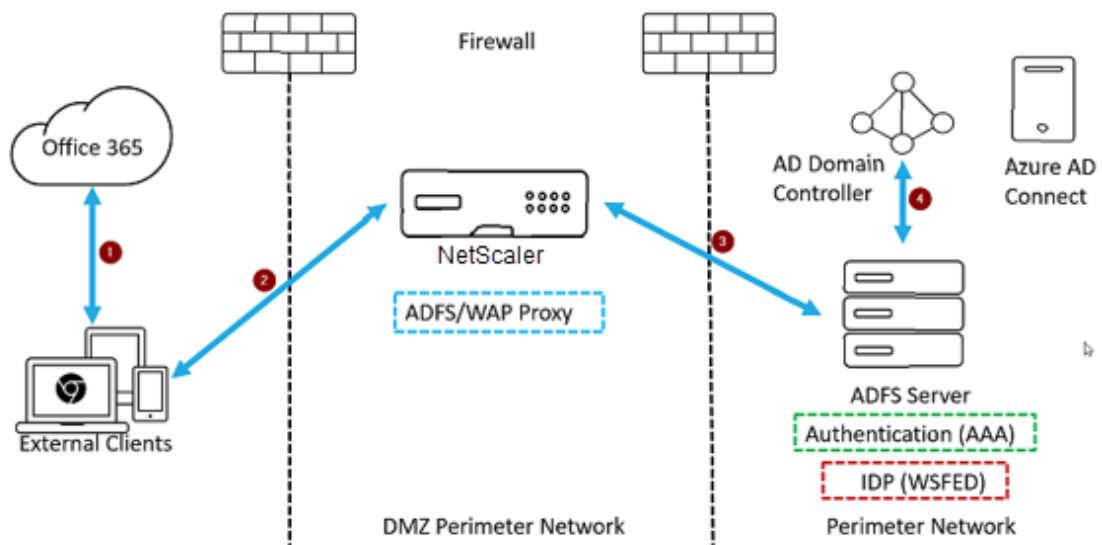 Firewall
Office 365
1
External Clients
2
NetScaler
ADFS/WAP Proxy
DMZ Perimeter Network
3
AD Domain
Controller
4
Azure AD
Connect
ADFS Server
Authentication (AAA)
IDP (WSFED)
Perimeter Network